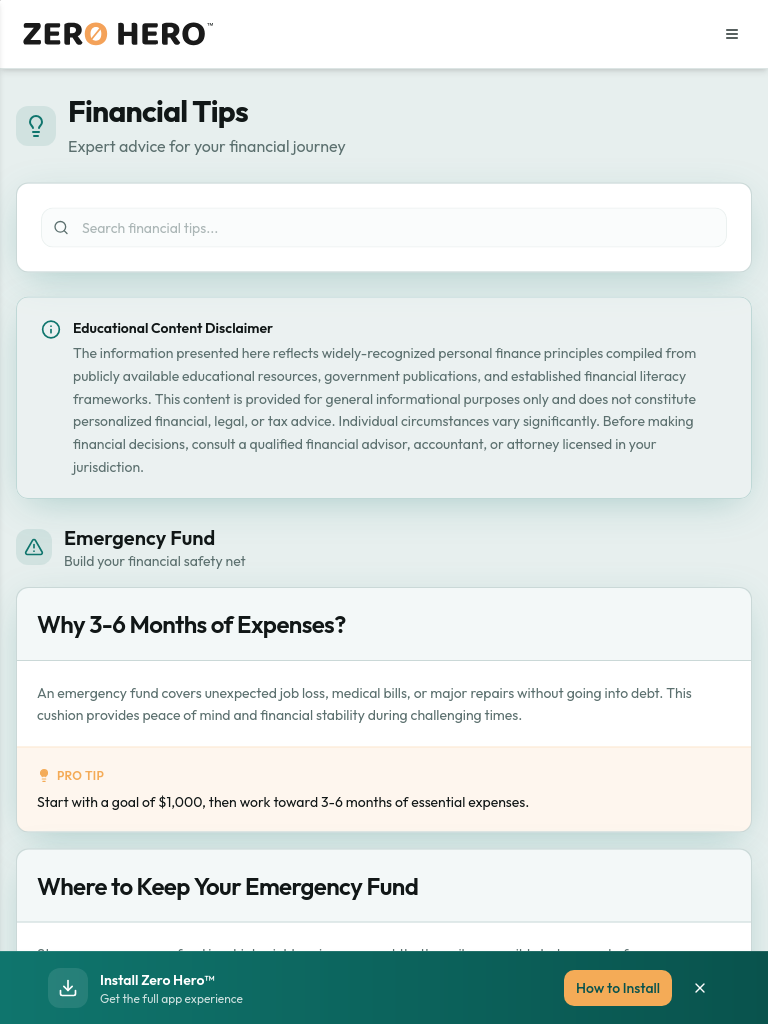 ZERO HERO™
Financial Tips
Expert advice for your financial journey
Search financial tips...
Educational Content Disclaimer
The information presented here reflects widely-recognized personal finance principles compiled from
publicly available educational resources, government publications, and established financial literacy
frameworks. This content is provided for general informational purposes only and does not constitute
personalized financial, legal, or tax advice. Individual circumstances vary significantly. Before making
financial decisions, consult a qualified financial advisor, accountant, or attorney licensed in your
jurisdiction.
Emergency Fund
Build your financial safety net
Why 3-6 Months of Expenses?
An emergency fund covers unexpected job loss, medical bills, or major repairs without going into debt. This
cushion provides peace of mind and financial stability during challenging times.
PRO TIP
Start with a goal of $1,000, then work toward 3-6 months of essential expenses.
Where to Keep Your Emergency Fund
Install Zero Hero™
Get the full app experience
How to Install